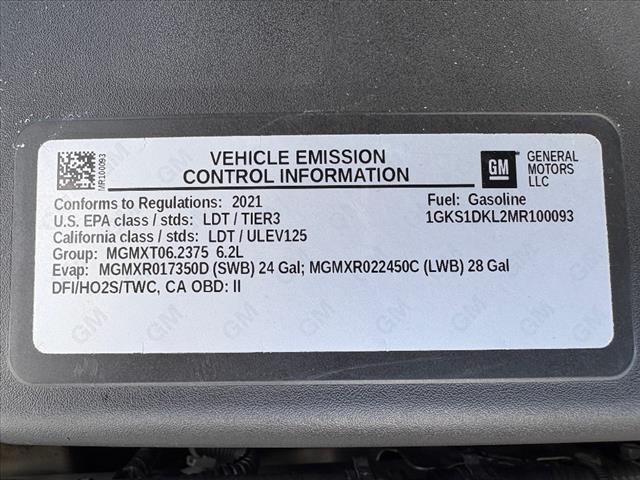 MR100093
VEHICLE EMISSION
CONTROL INFORMATION
GM
GENERAL
MOTORS
LLC
Conforms to Regulations: 2021
Fuel: Gasoline
U.S. EPA class / stds: LDT / TIER3
1GKS1DKL2MR100093
California class / stds: LDT / ULEV125
Group: MGMXT06.2375 6.2L
Evap: MGMXR017350D (SWB) 24 Gal; MGMXR022450C (LWB) 28 Gal
DFI/HO2S/TWC, CA OBD: II